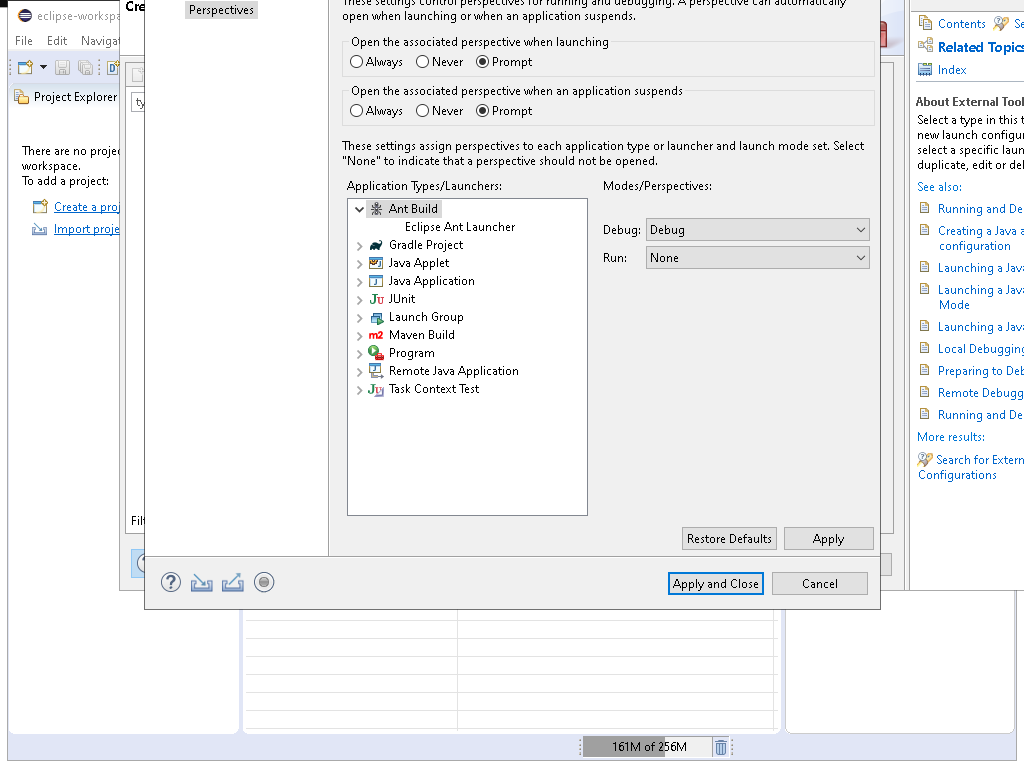 eclipse-workspa
Cre
Perspectives
These settings control perspectives for running and debugging. A perspective can automatically
open when launching or when an application suspends.
File Edit Navigat
Open the associated perspective when launching
Always Never Prompt
Open the associated perspective when an application suspends
Always Never Prompt
Project Explorer
ty
These settings assign perspectives to each application type or launcher and launch mode set. Select
"None" to indicate that a perspective should not be opened.
There are no projec
workspace.
To add a project:
Create a proj
Import proje
Application Types/Launchers:
Modes/Perspectives:
Ant Build
Eclipse Ant Launcher
Gradle Project
Java Applet
Java Application
JUnit
Launch Group
Maven Build
Program
Remote Java Application
Task Context Test
Debug: Debug
Run: None
Filt
Restore Defaults
Apply
Apply and Close
Cancel
161M of 256M
Contents
Se
Related Topics
Index
About External Tool
Select a type in this t
new launch configur
select a specific laun
duplicate, edit or del
See also:
Running and De
Creating a Java a
configuration
Launching a Java
Launching a Java
Mode
Launching a Java
Local Debugging
Preparing to Deb
Remote Debugg
Running and De
More results:
Search for Extern
Configurations